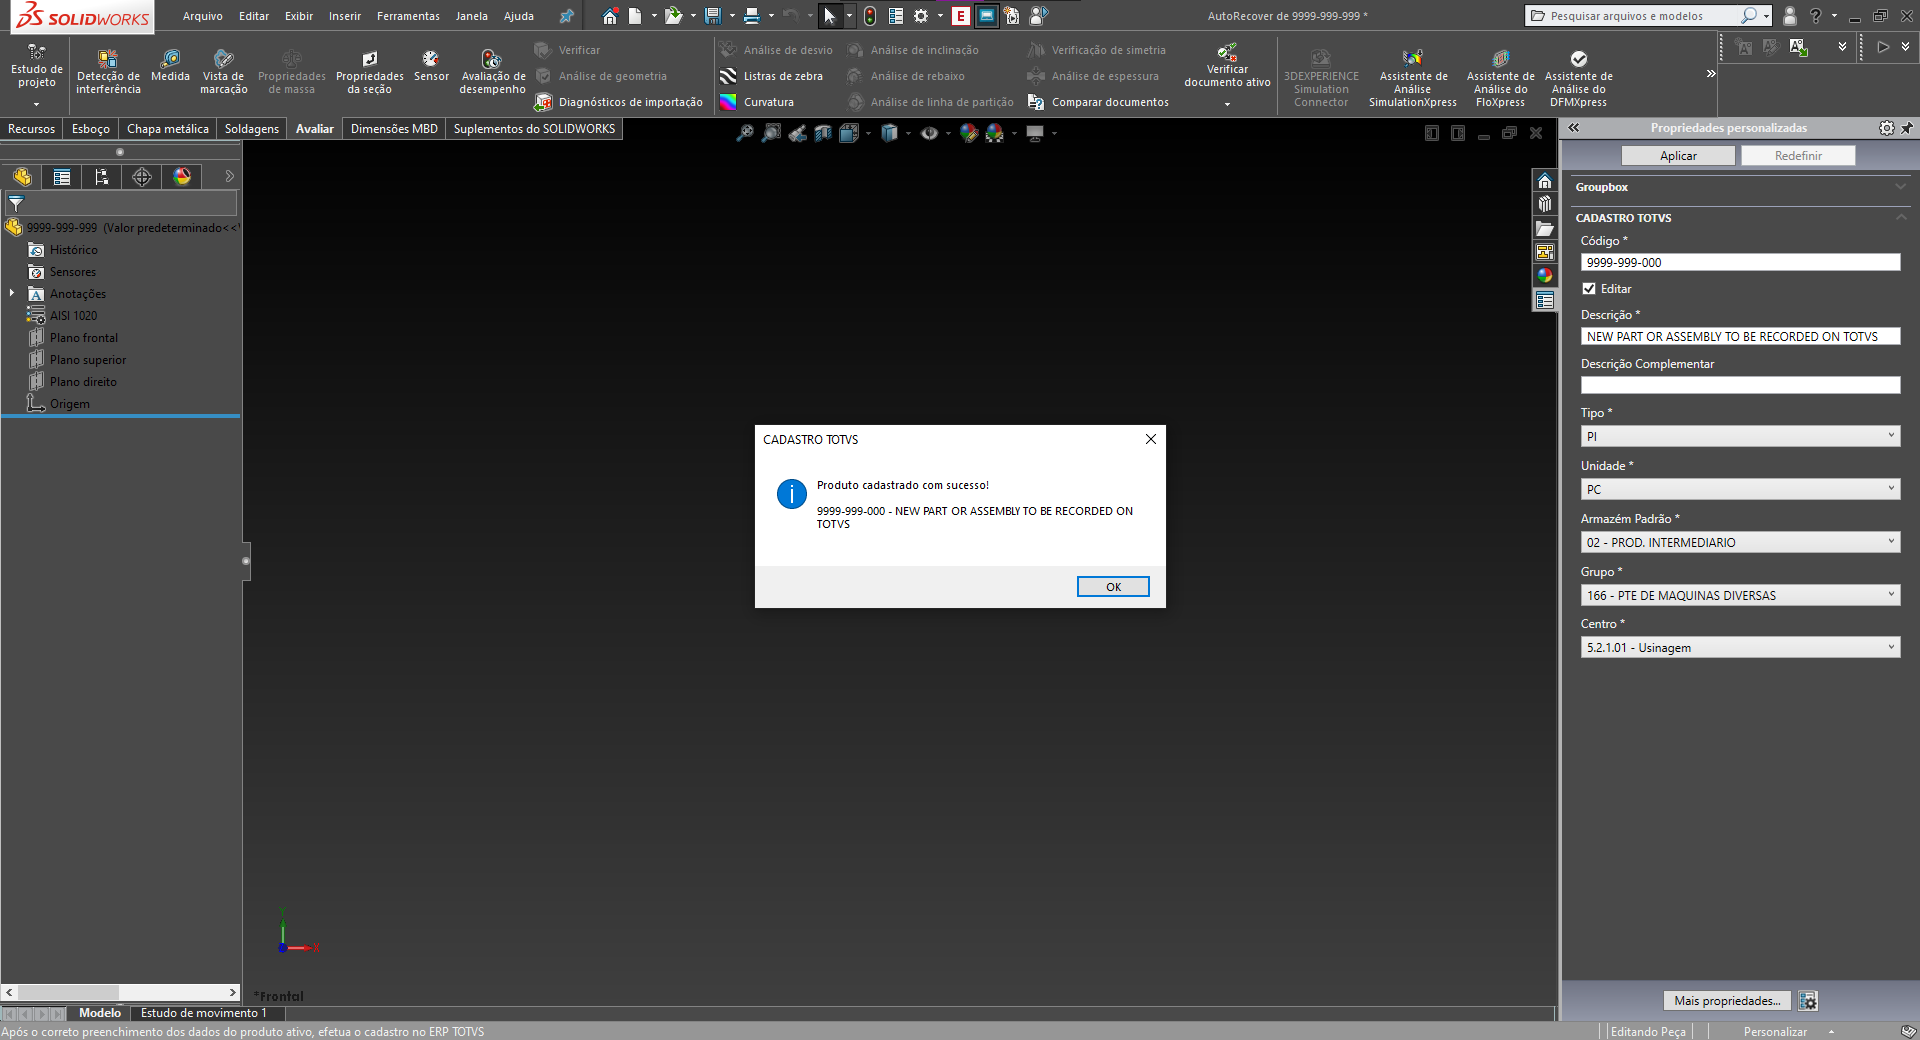 SOLIDWORKS
Arquivo Editar Exibir Inserir Ferramentas Janela Ajuda
E
AutoRecover de 9999-999-999 *
Pesquisar arquivos e modelos
Estudo de
projeto
Detecção de
interferência
Medida
Vista de
marcação
Propriedades
de massa
Propriedades
da seção
Sensor
Avaliação de
desempenho
Verificar
Análise de geometria
Diagnósticos de importação
Análise de desvio
Listras de zebra
Curvatura
Análise de inclinação
Análise de rebaixo
Análise de linha de partição
Verificação de simetria
Análise de espessura
Comparar documentos
Verificar
documento ativo
3DEXPERIENCE
Simulation
Connector
Assistente de
Análise
SimulationXpress
Assistente de
Análise do
FloXpress
Assistente de
Análise do
DFMXpress
Recursos Esboço Chapa metálica Soldagens Avaliar Dimensões MBD Suplementos do SOLIDWORKS
9999-999-999 (Valor predeterminado<<
Histórico
Sensores
Anotações
AISI 1020
Plano frontal
Plano superior
Plano direito
Origem
CADASTRO TOTVS
Produto cadastrado com sucesso!
9999-999-000 - NEW PART OR ASSEMBLY TO BE RECORDED ON
TOTVS
OK
Propriedades personalizadas
Aplicar Redefinir
Groupbox
CADASTRO TOTVS
Código *
9999-999-000
Editar
Descrição *
NEW PART OR ASSEMBLY TO BE RECORDED ON TOTVS
Descrição Complementar
Tipo *
PI
Unidade *
PC
Armazém Padrão *
02 - PROD. INTERMEDIARIO
Grupo *
166 - PTE DE MAQUINAS DIVERSAS
Centro *
5.2.1.01 - Usinagem
Mais propriedades...
Y
X
*Frontal
Modelo Estudo de movimento 1
Após o correto preenchimento dos dados do produto ativo, efetua o cadastro no ERP TOTVS
Editando Peça Personalizar